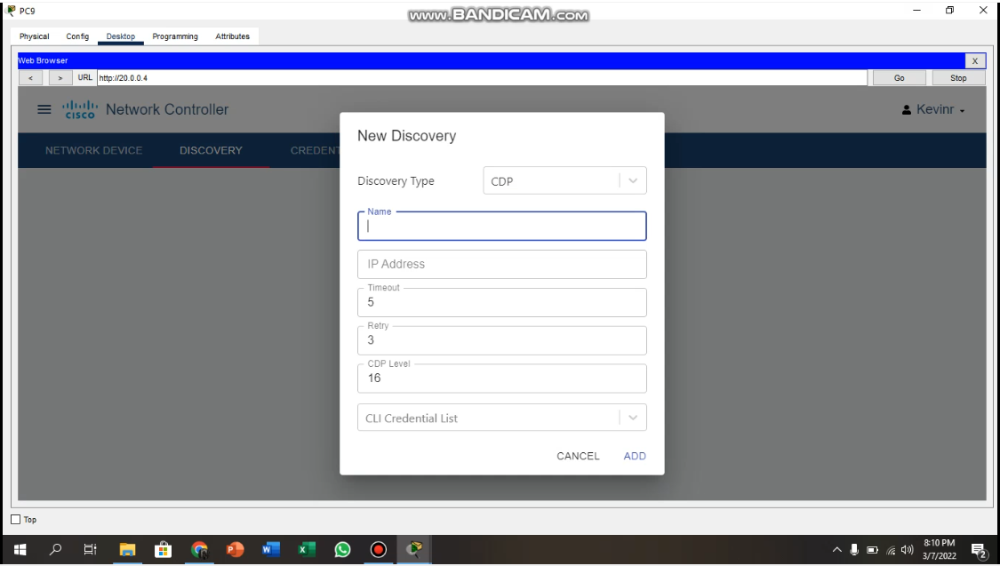 PC9
www.BANDICAM.com
Physical Config Desktop Programming Attributes
Web Browser X
< > URL http://20.0.0.4 Go Stop
CISCO Network Controller Kevinr
NETWORK DEVICE DISCOVERY CREDENT
New Discovery
Discovery Type CDP
Name
IP Address
Timeout
5
Retry
3
CDP Level
16
CLI Credential List
CANCEL ADD
Top
8:10 PM
3/7/2022
2